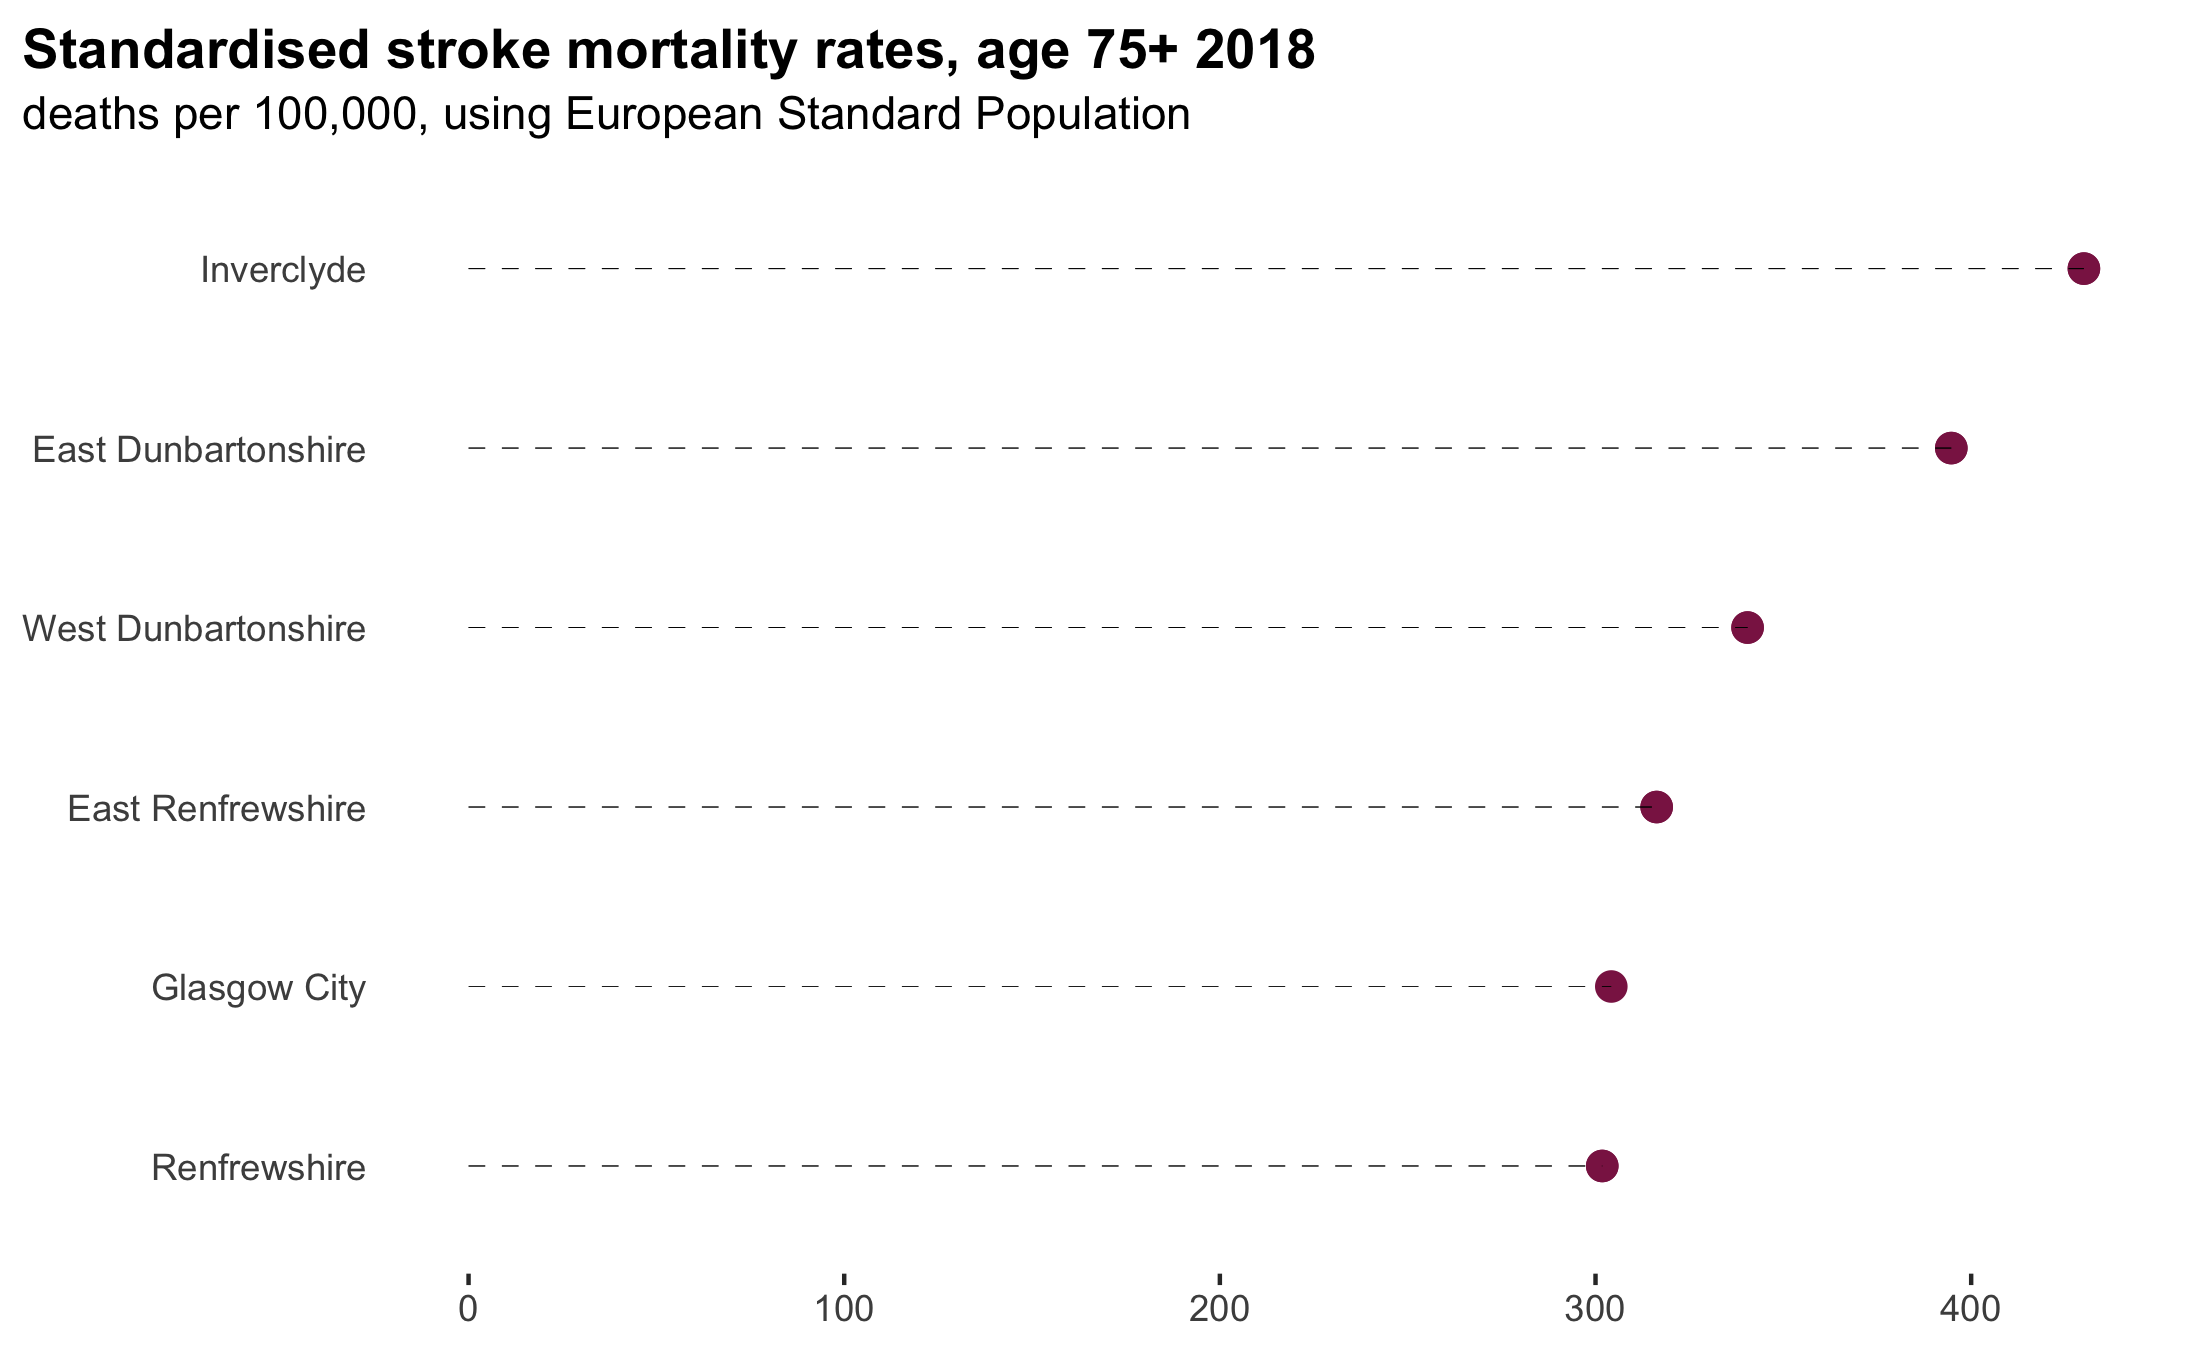 Standardised stroke mortality rates, age 75+ 2018
deaths per 100,000, using European Standard Population
Inverclyde
East Dunbartonshire
West Dunbartonshire
East Renfrewshire
Glasgow City
Renfrewshire
0 100 200 300 400